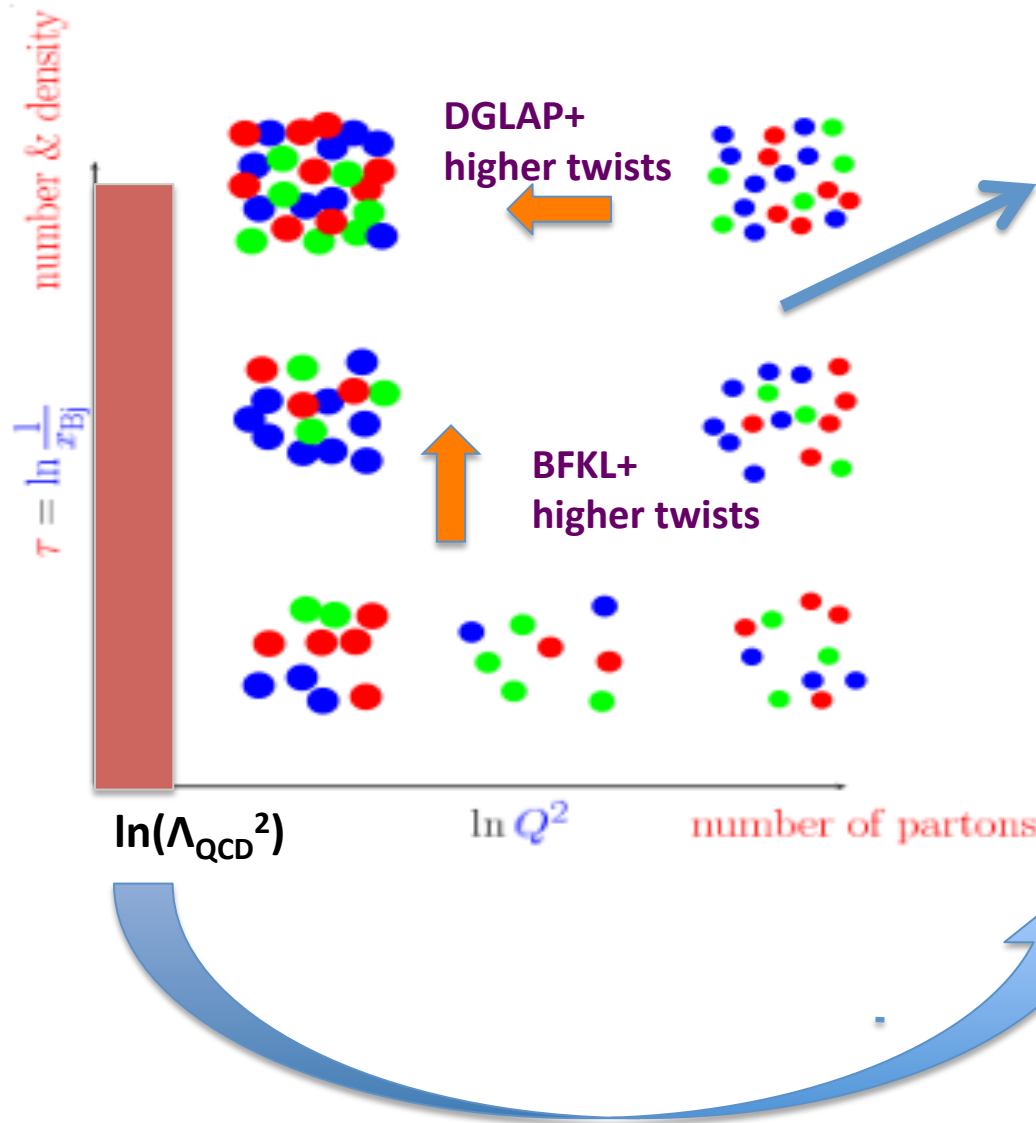 number & density
DGLAP+
higher twists
τ = ln 1/x_Bj
BFKL+
higher twists
ln(Λ_QCD²)
ln Q²
number of partons